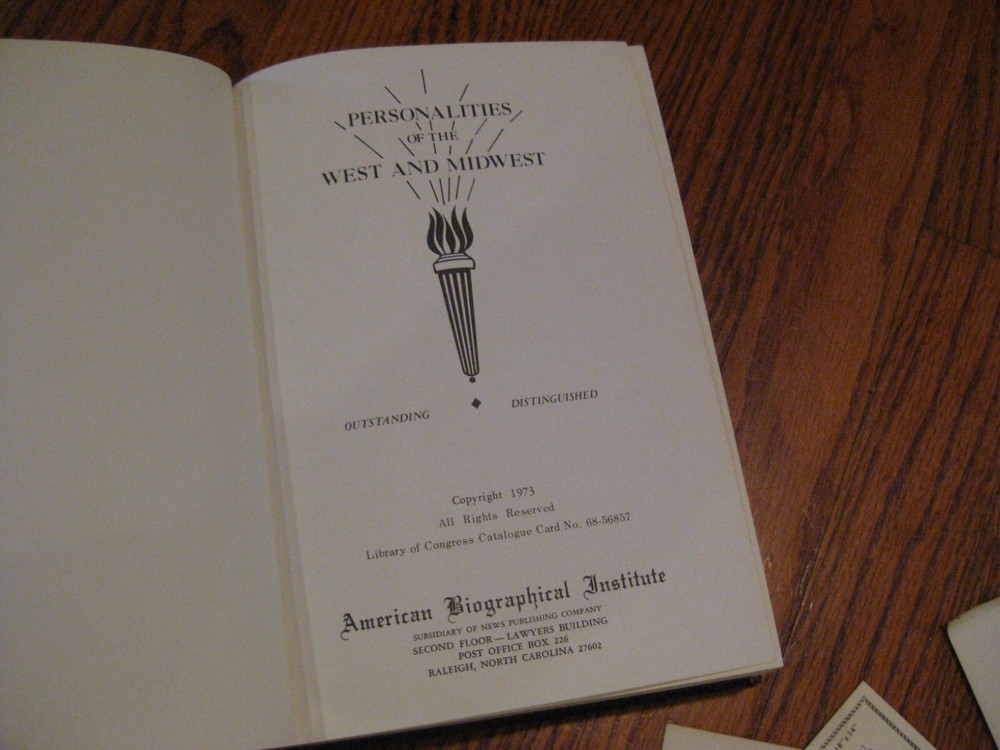 PERSONALITIES
OF THE
WEST AND MIDWEST
OUTSTANDING DISTINGUISHED
Copyright 1973
All Rights Reserved
Library of Congress Catalogue Card No. 68-56857
American Biographical Institute
SUBSIDIARY OF NEWS PUBLISHING COMPANY
SECOND FLOOR — LAWYERS BUILDING
POST OFFICE BOX 226
RALEIGH, NORTH CAROLINA 27602